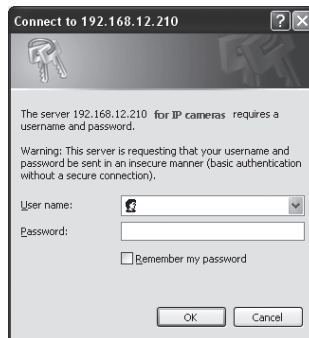 Connect to 192.168.12.210
The server 192.168.12.210 for IP cameras requires a
username and password.
Warning: This server is requesting that your username and
password be sent in an insecure manner (basic authentication
without a secure connection).
User name:
Password:
Remember my password
OK Cancel